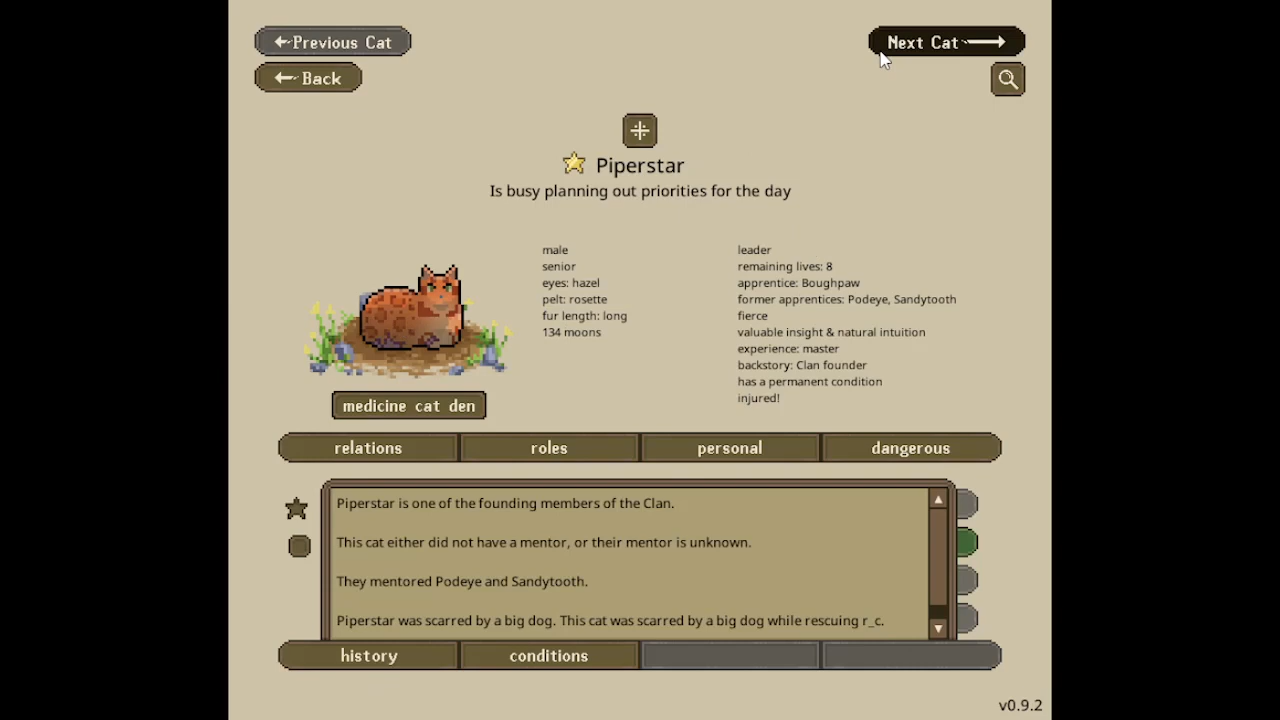 Previous Cat
Next Cat
Back
Piperstar
Is busy planning out priorities for the day
male
senior
eyes: hazel
pelt: rosette
fur length: long
134 moons
leader
remaining lives: 8
apprentice: Boughpaw
former apprentices: Podeye, Sandytooth
fierce
valuable insight & natural intuition
experience: master
backstory: Clan founder
has a permanent condition
injured!
medicine cat den
relations
roles
personal
dangerous
Piperstar is one of the founding members of the Clan.
This cat either did not have a mentor, or their mentor is unknown.
They mentored Podeye and Sandytooth.
Piperstar was scarred by a big dog. This cat was scarred by a big dog while rescuing r_c.
history
conditions
v0.9.2